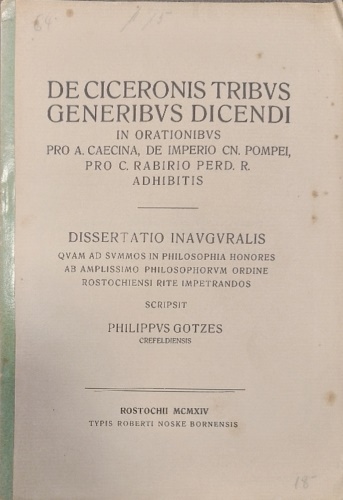 DE CICERONIS TRIBVS
GENERIBVS DICENDI
IN ORATIONIBVS
PRO A. CAECINA, DE IMPERIO CN. POMPEI,
PRO C. RABIRIO PERD. R.
ADHIBITIS
DISSERTATIO INAVGVRALIS
QVAM AD SVMMOS IN PHILOSOPHIA HONORES
AB AMPLISSIMO PHILOSOPHORVM ORDINE
ROSTOCHIENSI RITE IMPETRANDOS
SCRIPSIT
PHILIPPVS GOTZES
CREFELDIENSIS
ROSTOCHII MCMXIV
TYPIS ROBERTI NOSKE BORNENSIS
18